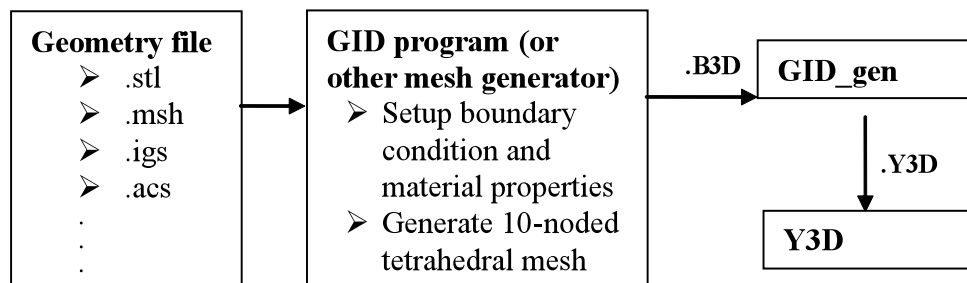 Geometry file
➢ .stl
➢ .msh
➢ .igs
➢ .acs
.
.
.
GID program (or
other mesh generator)
➢ Setup boundary
condition and
material properties
➢ Generate 10-noded
tetrahedral mesh
.B3D
GID_gen
.Y3D
Y3D